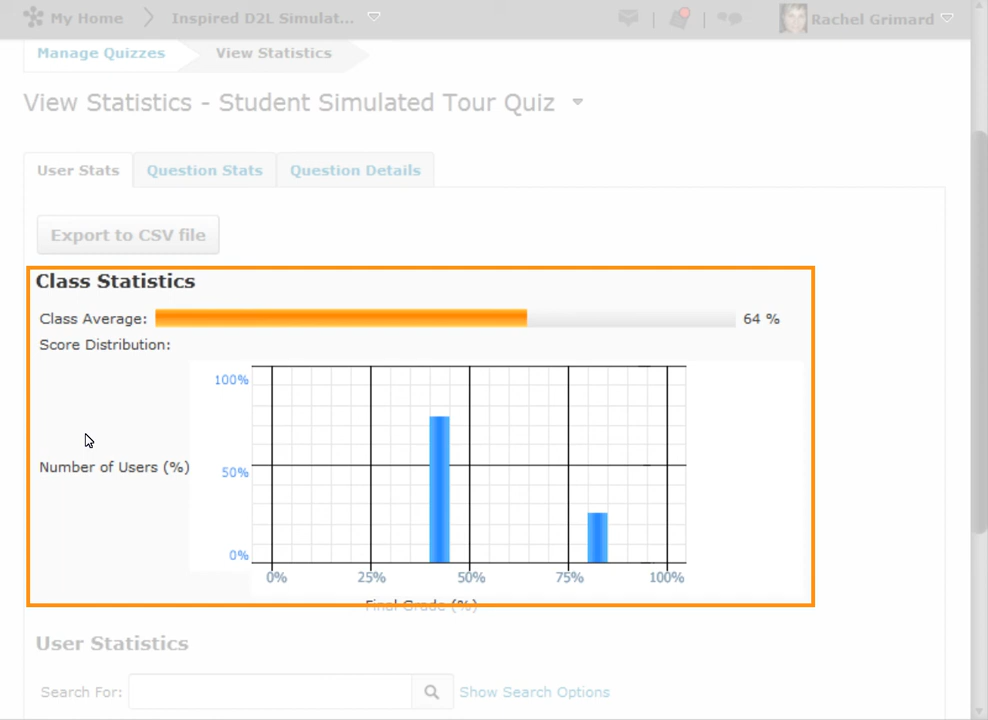 My Home Inspired D2L Simulat... Rachel Grimard
Manage Quizzes View Statistics
View Statistics - Student Simulated Tour Quiz
User Stats Question Stats Question Details
Export to CSV file
Class Statistics
Class Average: 64 %
Score Distribution:
100%
Number of Users (%) 50%
0%
0% 25% 50% 75% 100%
Final Grade (%)
User Statistics
Search For: Show Search Options